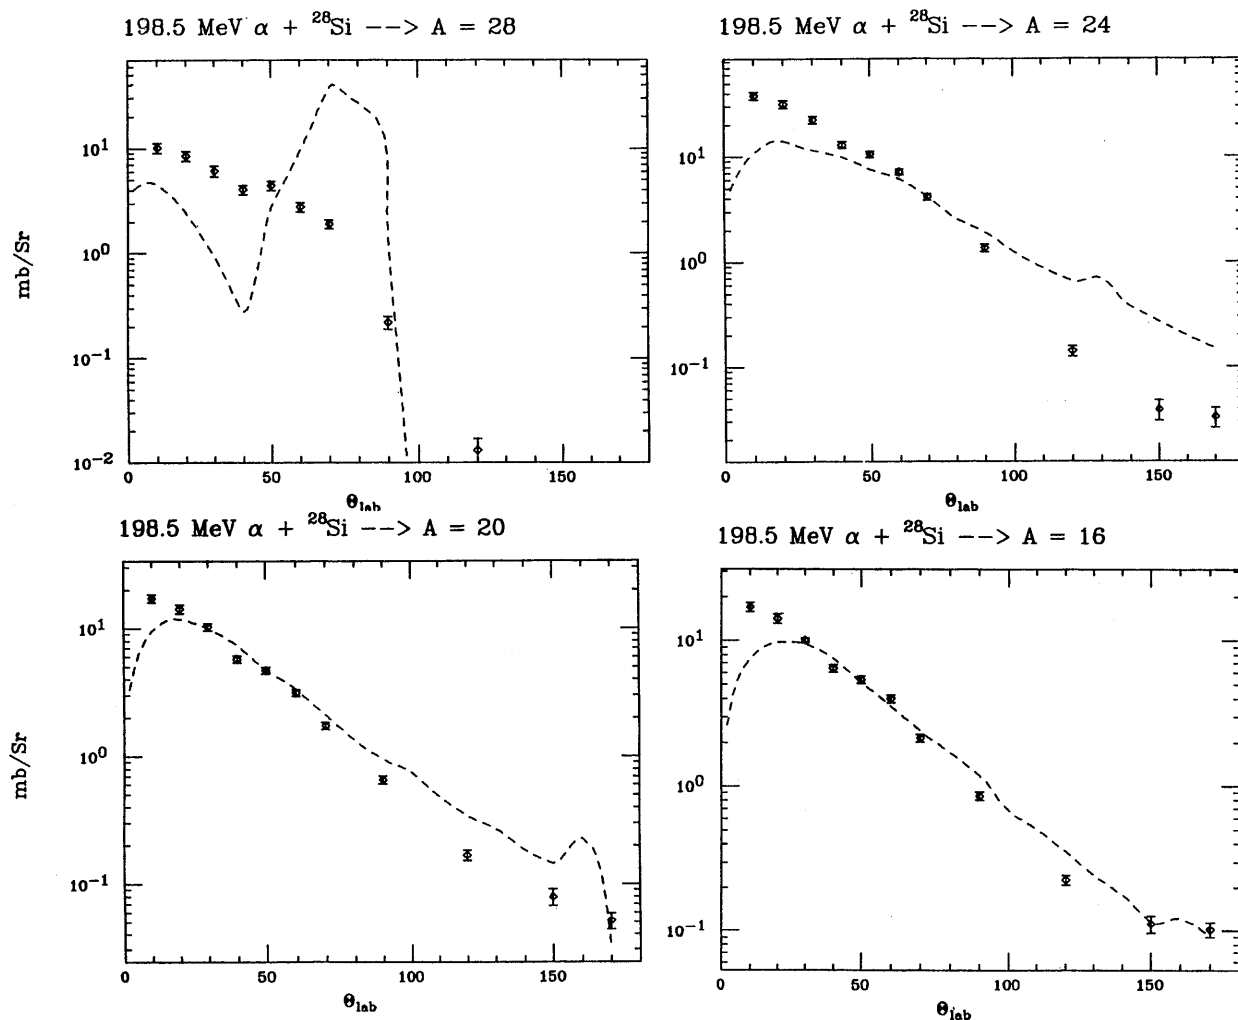 198.5 MeV α + ²⁸Si --> A = 28
198.5 MeV α + ²⁸Si --> A = 24
mb/Sr
10¹
10⁰
10⁻¹
10⁻²
0
50
100
150
Θlab
10¹
10⁰
10⁻¹
0
50
100
150
Θlab
198.5 MeV α + ²⁸Si --> A = 20
198.5 MeV α + ²⁸Si --> A = 16
mb/Sr
10¹
10⁰
10⁻¹
0
50
100
150
Θlab
10¹
10⁰
10⁻¹
0
50
100
150
Θlab